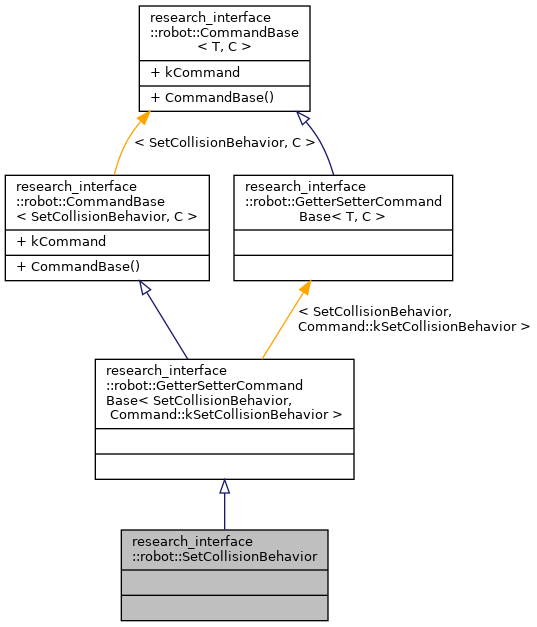 research_interface
::robot::CommandBase
< T, C >
+ kCommand
+ CommandBase()
< SetCollisionBehavior, C >
research_interface
::robot::CommandBase
< SetCollisionBehavior, C >
+ kCommand
+ CommandBase()
research_interface
::robot::GetterSetterCommand
Base< T, C >
< SetCollisionBehavior,
Command::kSetCollisionBehavior >
research_interface
::robot::GetterSetterCommand
Base< SetCollisionBehavior,
Command::kSetCollisionBehavior >
research_interface
::robot::SetCollisionBehavior